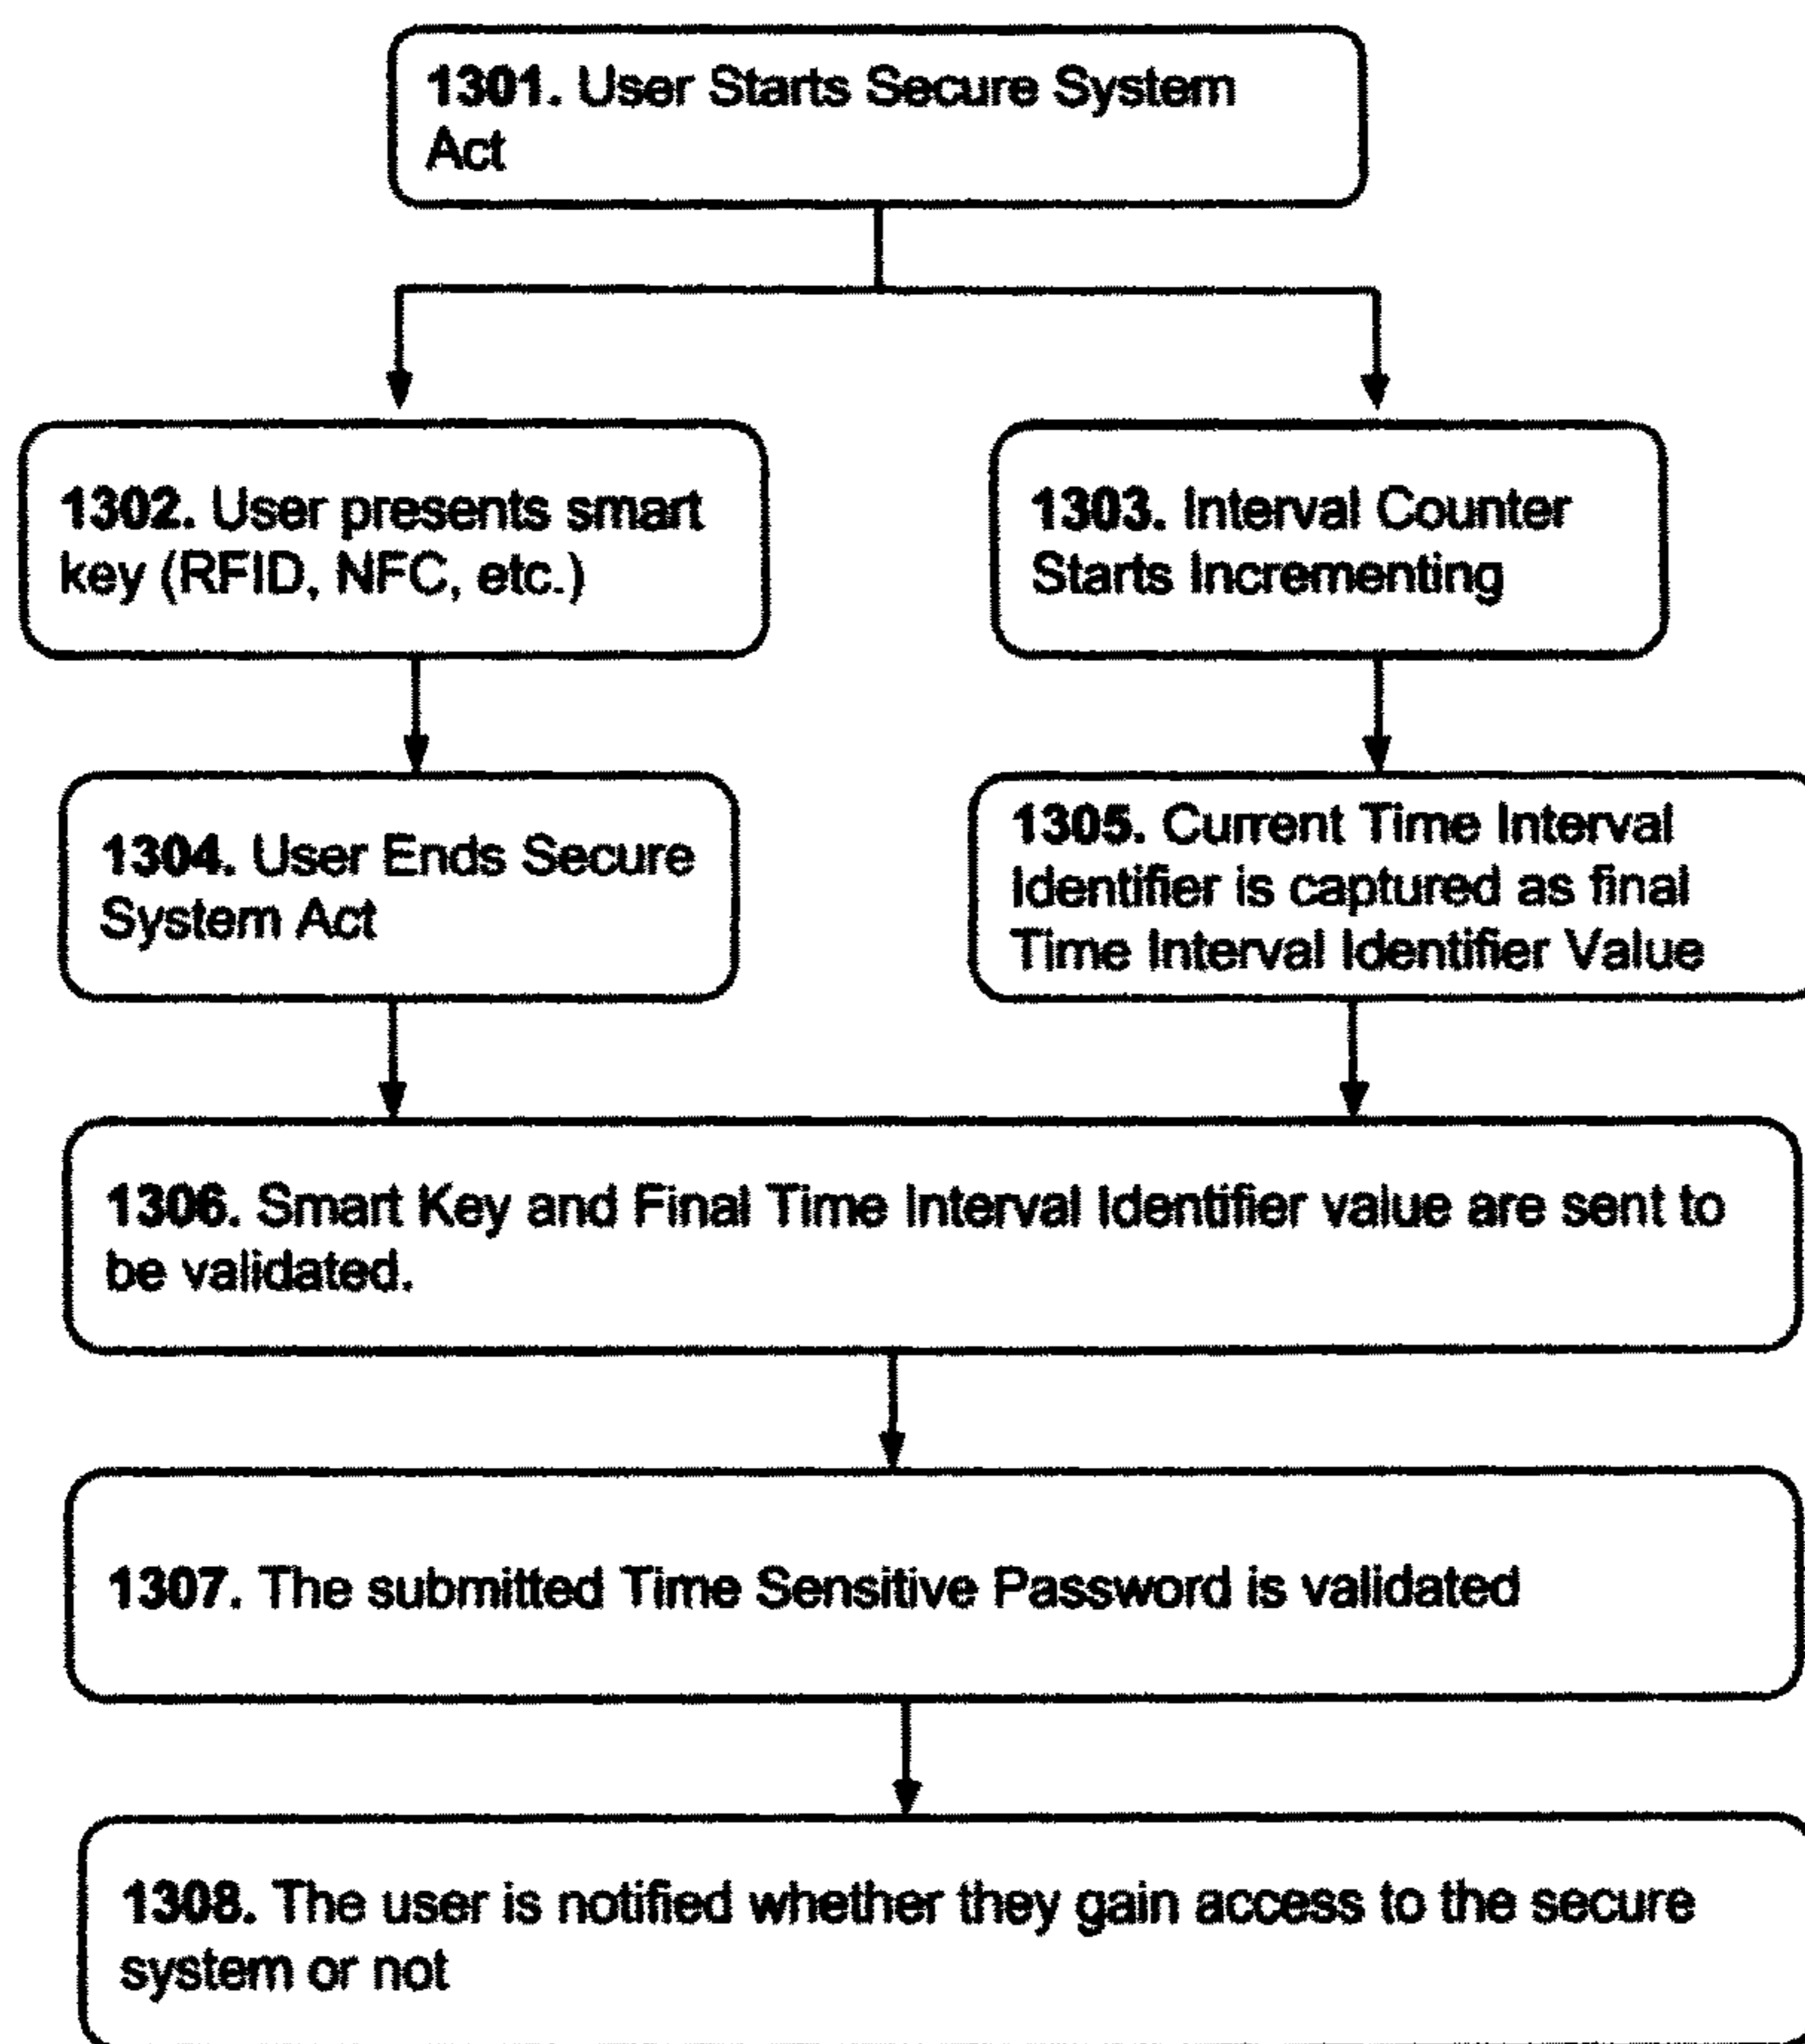 1301. User Starts Secure System
Act
1302. User presents smart
key (RFID, NFC, etc.)
1303. Interval Counter
Starts Incrementing
1304. User Ends Secure
System Act
1305. Current Time Interval
Identifier is captured as final
Time Interval Identifier Value
1306. Smart Key and Final Time Interval Identifier value are sent to
be validated.
1307. The submitted Time Sensitive Password is validated
1308. The user is notified whether they gain access to the secure
system or not